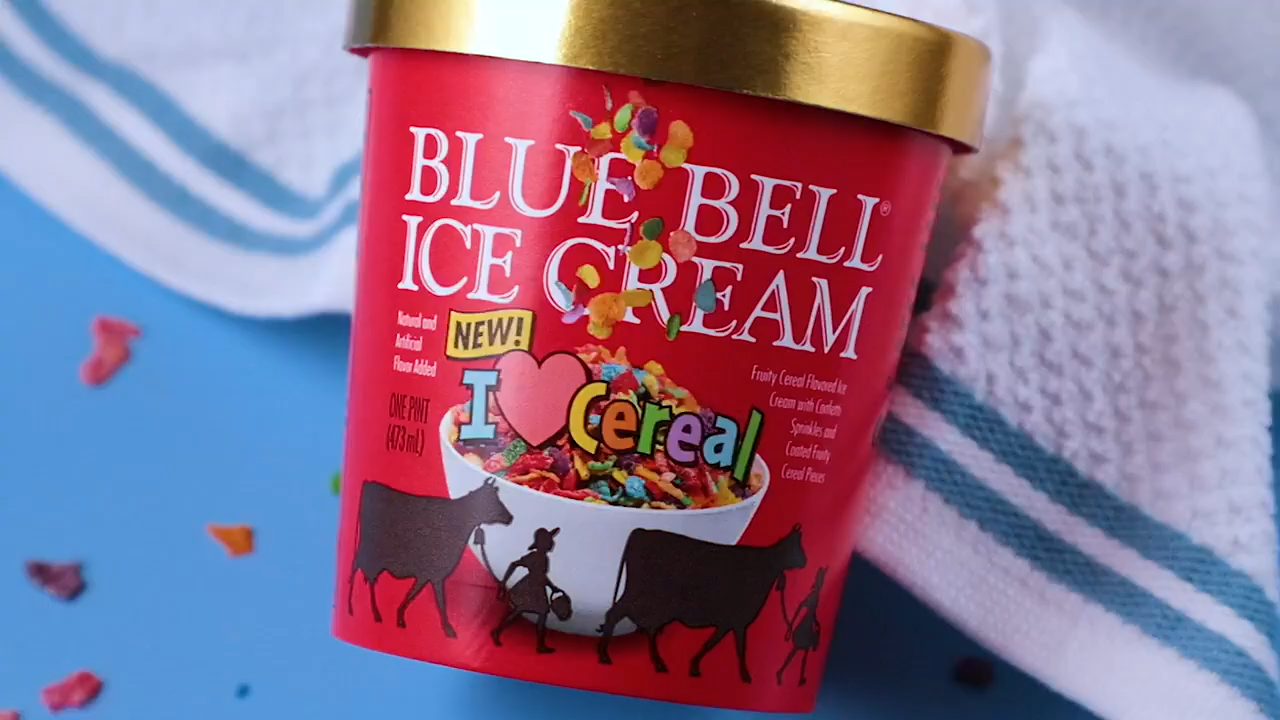 BLUE BELL®
ICE CREAM
Natural and
Artificial
Flavor Added
NEW!
I Cereal
ONE PINT
(473 mL)
Fruity Cereal Flavored Ice
Cream with Confetti
Sprinkles and
Coated Fruity
Cereal Pieces